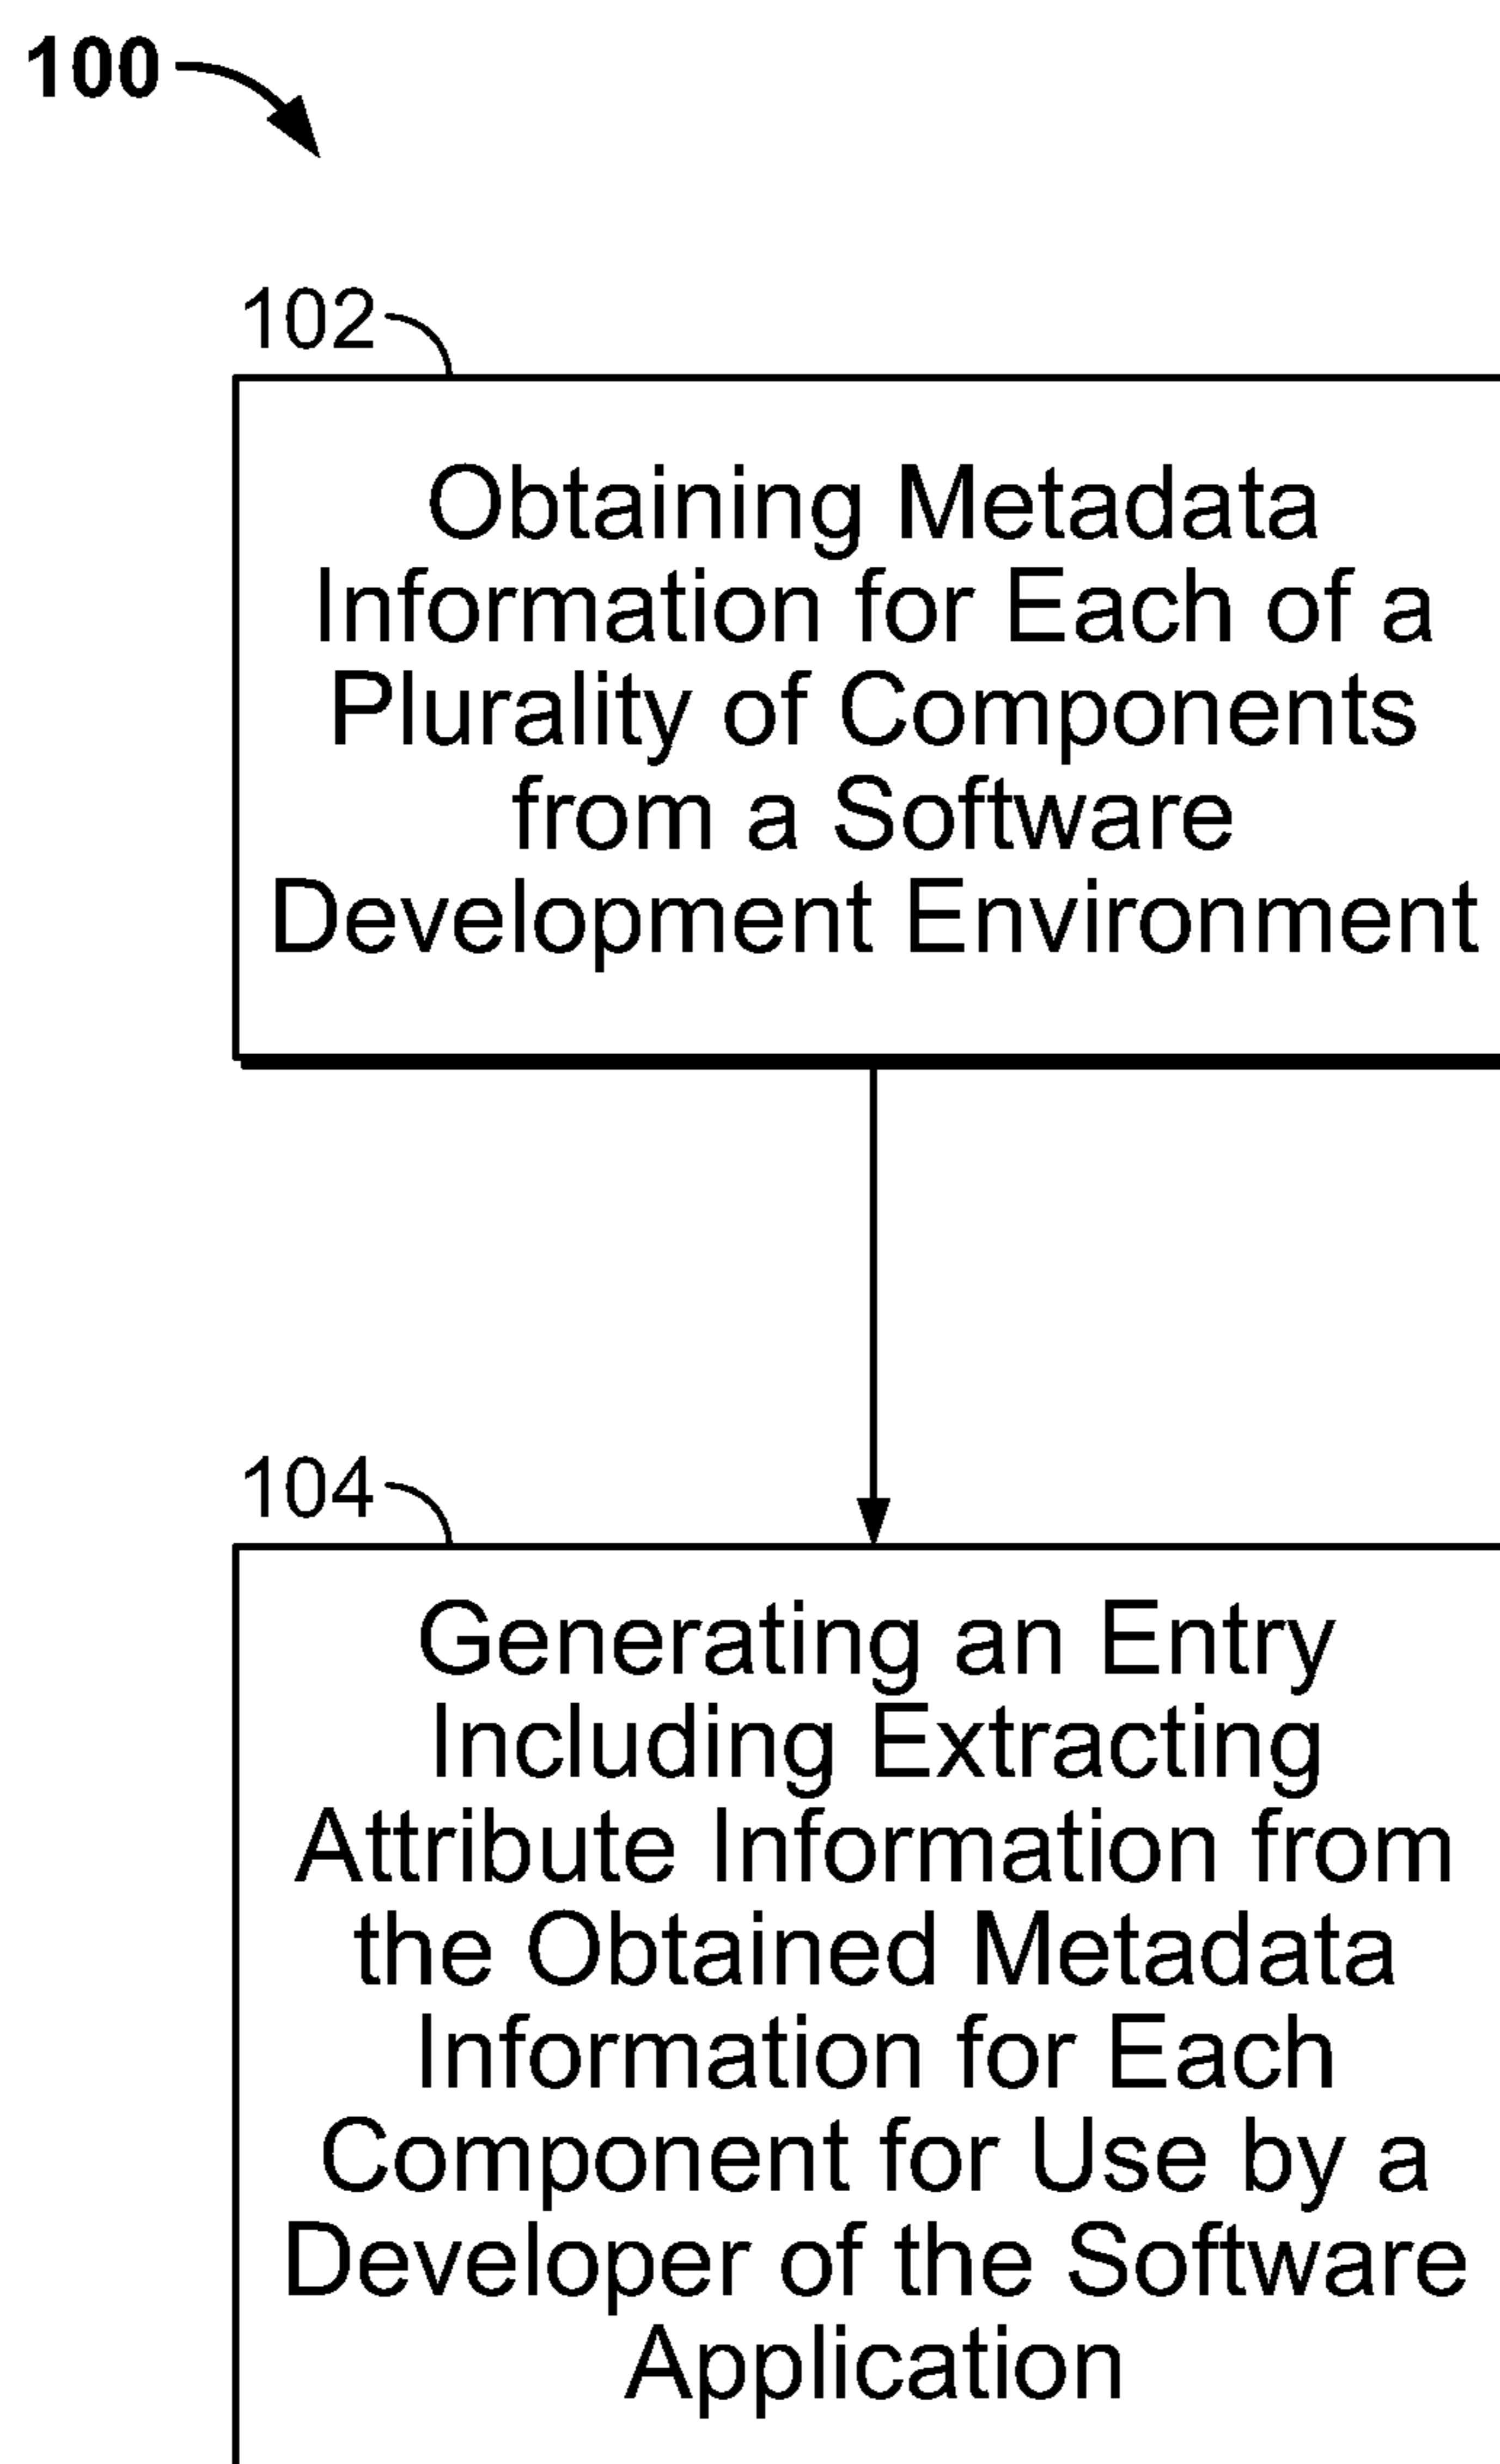 100
102
Obtaining Metadata
Information for Each of a
Plurality of Components
from a Software
Development Environment
104
Generating an Entry
Including Extracting
Attribute Information from
the Obtained Metadata
Information for Each
Component for Use by a
Developer of the Software
Application